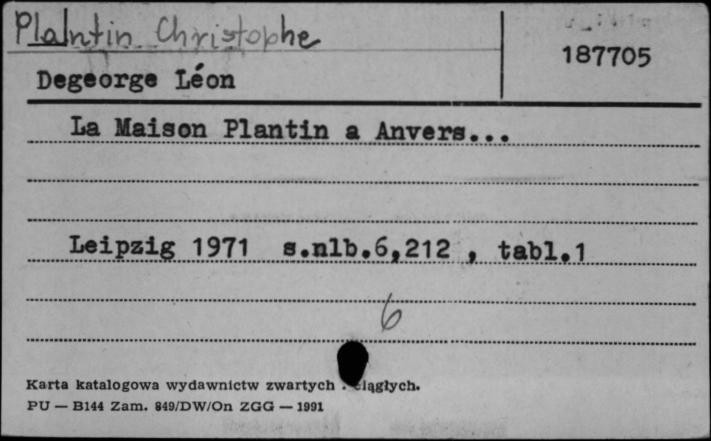 Plantin Christophe
187705
Degeorge Léon
La Maison Plantin a Anvers...
Leipzig 1971 s.nlb.6,212 , tabl.1
6
Karta katalogowa wydawnictw zwartych . ciągłych.
PU — B144 Zam. 849/DW/On ZGG — 1991